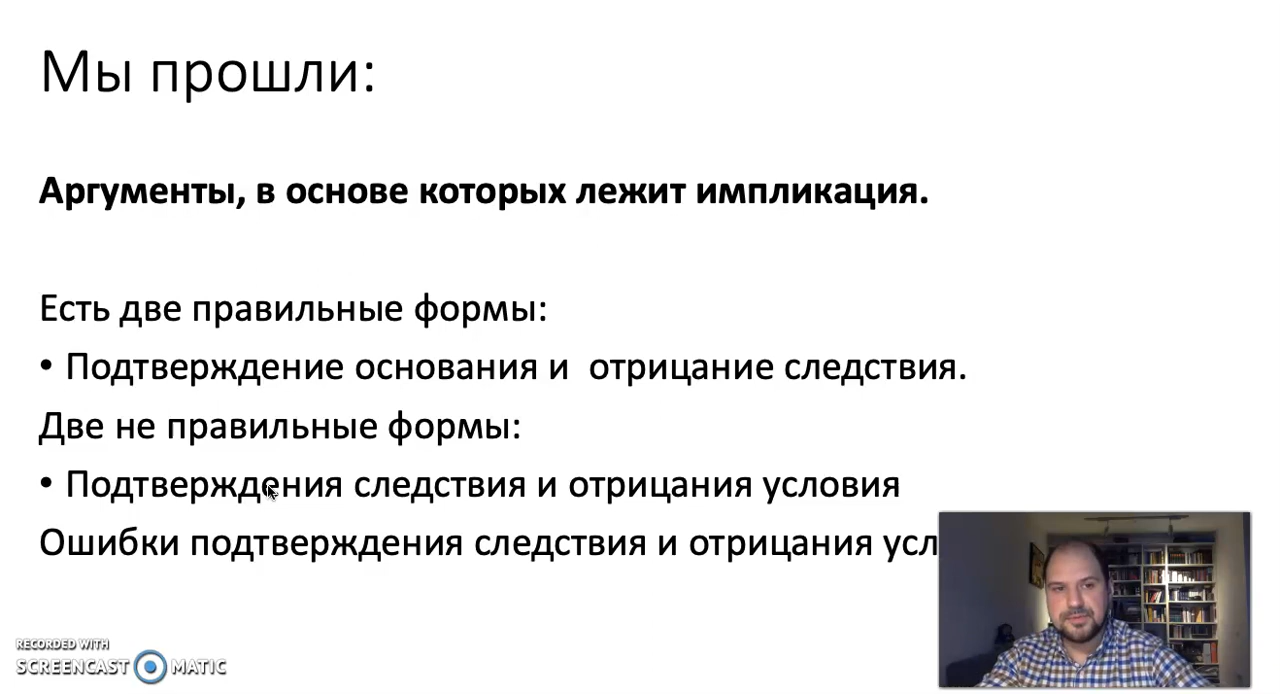 Мы прошли:
Аргументы, в основе которых лежит импликация.
Есть две правильные формы:
• Подтверждение основания и отрицание следствия.
Две не правильные формы:
• Подтверждения следствия и отрицания условия
Ошибки подтверждения следствия и отрицания усл
RECORDED WITH
SCREENCAST MATIC